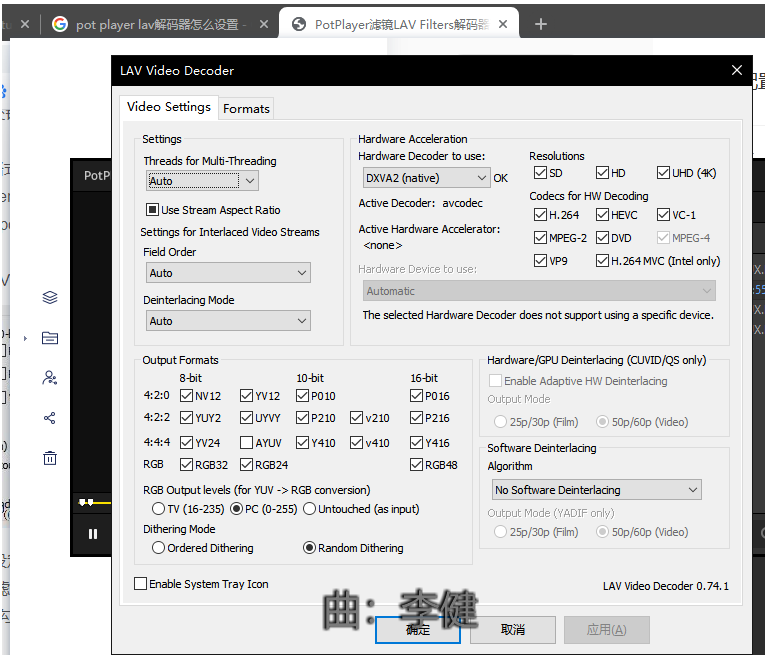 pot player lav解码器怎么设置 -
PotPlayer滤镜LAV Filters解码器
LAV Video Decoder
Video Settings
Formats
PotP
Settings
Threads for Multi-Threading
Auto
Use Stream Aspect Ratio
Settings for Interlaced Video Streams
Field Order
Auto
Deinterlacing Mode
Auto
Hardware Acceleration
Hardware Decoder to use:
DXVA2 (native) OK
Active Decoder: avcodec
Active Hardware Accelerator:
<none>
Hardware Device to use:
Automatic
The selected Hardware Decoder does not support using a specific device.
Resolutions
SD HD UHD (4K)
Codecs for HW Decoding
H.264 HEVC VC-1
MPEG-2 DVD MPEG-4
VP9 H.264 MVC (Intel only)
Output Formats
8-bit 10-bit 16-bit
4:2:0 NV12 YV12 P010 P016
4:2:2 YUY2 UYVY P210 v210 P216
4:4:4 YV24 AYUV Y410 v410 Y416
RGB RGB32 RGB24 RGB48
RGB Output levels (for YUV -> RGB conversion)
TV (16-235) PC (0-255) Untouched (as input)
Dithering Mode
Ordered Dithering Random Dithering
Hardware/GPU Deinterlacing (CUVID/QS only)
Enable Adaptive HW Deinterlacing
Output Mode
25p/30p (Film) 50p/60p (Video)
Software Deinterlacing
Algorithm
No Software Deinterlacing
Output Mode (YADIF only)
25p/30p (Film) 50p/60p (Video)
Enable System Tray Icon
LAV Video Decoder 0.74.1
曲：李健
确定 取消 应用(A)